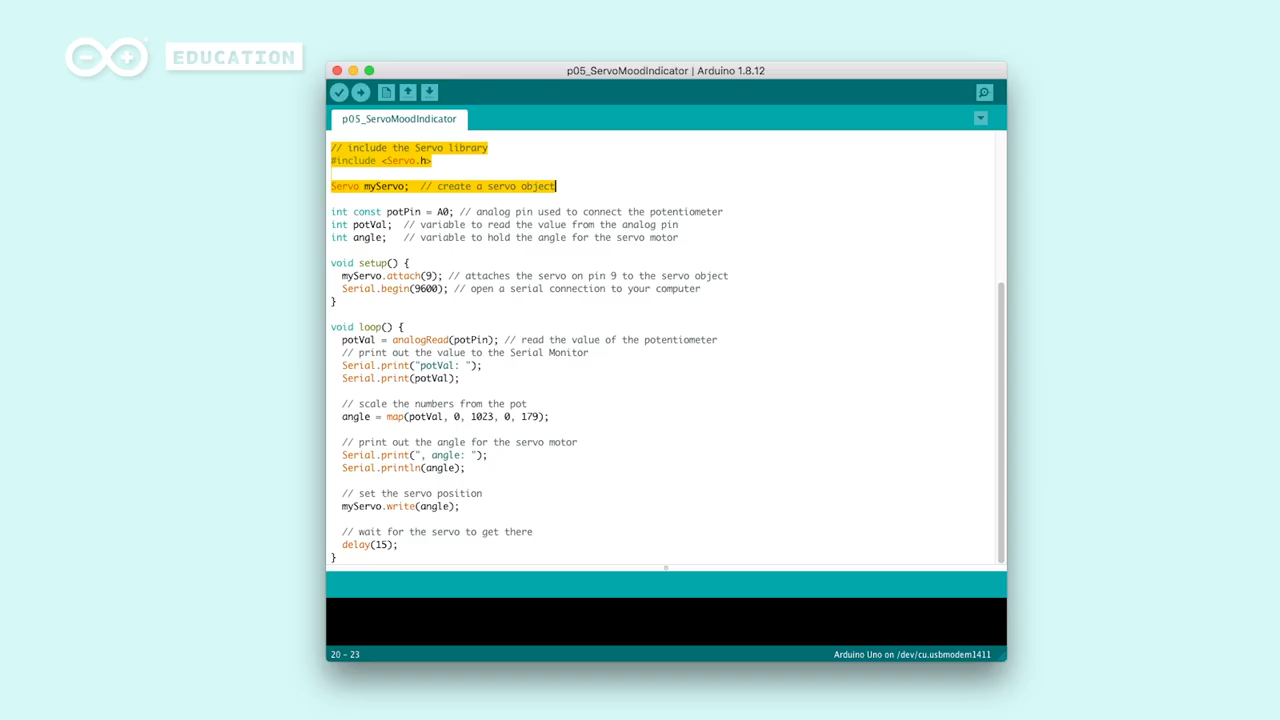 EDUCATION
p05_ServoMoodIndicator | Arduino 1.8.12
p05_ServoMoodIndicator
// include the Servo library
#include <Servo.h>
Servo myServo;  // create a servo object
int const potPin = A0; // analog pin used to connect the potentiometer
int potVal;  // variable to read the value from the analog pin
int angle;   // variable to hold the angle for the servo motor
void setup() {
  myServo.attach(9); // attaches the servo on pin 9 to the servo object
  Serial.begin(9600); // open a serial connection to your computer
}
void loop() {
  potVal = analogRead(potPin); // read the value of the potentiometer
  // print out the value to the Serial Monitor
  Serial.print("potVal: ");
  Serial.print(potVal);
  // scale the numbers from the pot
  angle = map(potVal, 0, 1023, 0, 179);
  // print out the angle for the servo motor
  Serial.print(", angle: ");
  Serial.println(angle);
  // set the servo position
  myServo.write(angle);
  // wait for the servo to get there
  delay(15);
}
20 - 23
Arduino Uno on /dev/cu.usbmodem1411